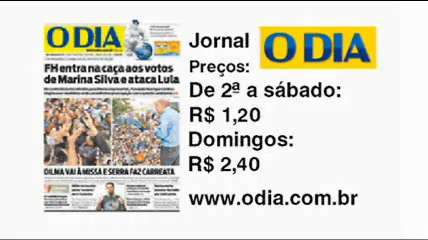 O DIA
FH entra na caça aos votos
de Marina Silva e ataca Lula
DILMA VAI À MISSA E SERRA FAZ CARREATA
Jornal O DIA
Preços:
De 2ª a sábado:
R$ 1,20
Domingos:
R$ 2,40
www.odia.com.br